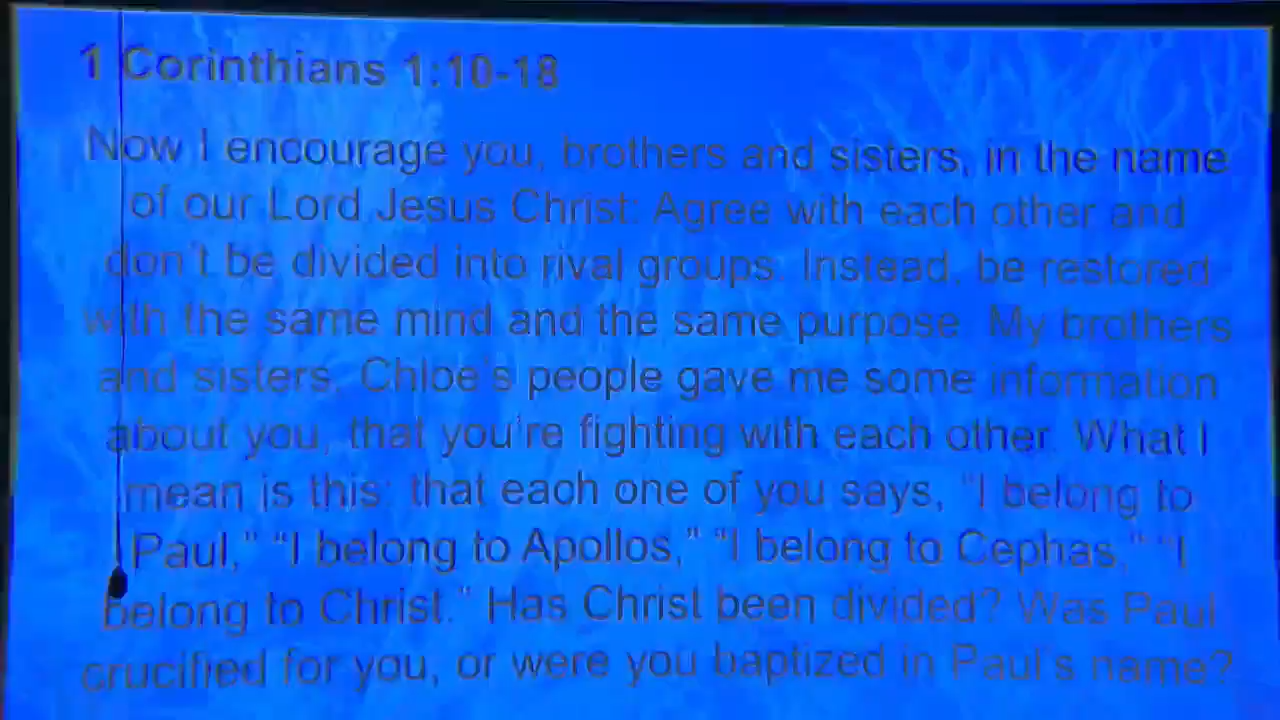 1 Corinthians 1:10-18
Now I encourage you, brothers and sisters, in the name
of our Lord Jesus Christ: Agree with each other and
don't be divided into rival groups. Instead, be restored
with the same mind and the same purpose. My brothers
and sisters, Chloe's people gave me some information
about you, that you're fighting with each other. What I
mean is this: that each one of you says, "I belong to
Paul," "I belong to Apollos," "I belong to Cephas," "I
belong to Christ." Has Christ been divided? Was Paul
crucified for you, or were you baptized in Paul's name?